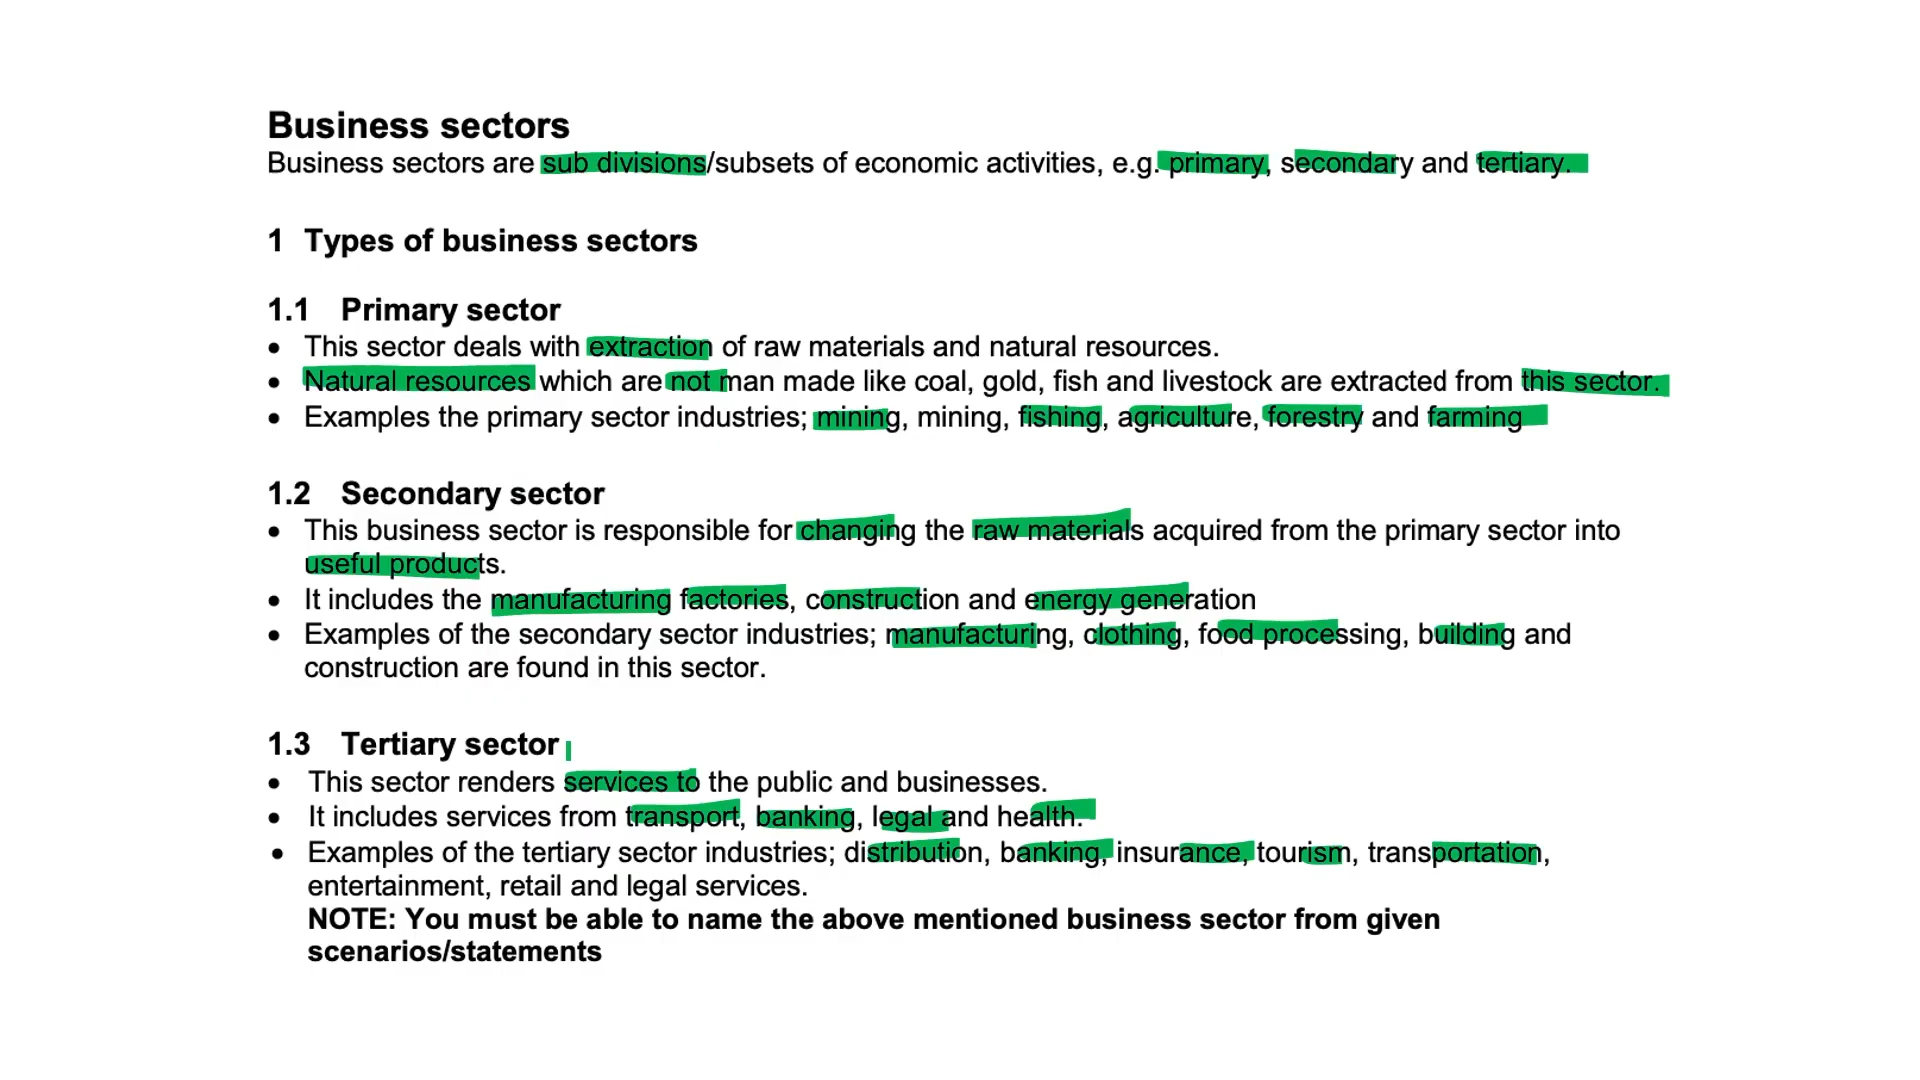 Business sectors
Business sectors are sub divisions/subsets of economic activities, e.g. primary, secondary and tertiary.
1 Types of business sectors
1.1 Primary sector
• This sector deals with extraction of raw materials and natural resources.
• Natural resources which are not man made like coal, gold, fish and livestock are extracted from this sector.
• Examples the primary sector industries; mining, mining, fishing, agriculture, forestry and farming
1.2 Secondary sector
• This business sector is responsible for changing the raw materials acquired from the primary sector into
useful products.
• It includes the manufacturing factories, construction and energy generation
• Examples of the secondary sector industries; manufacturing, clothing, food processing, building and
construction are found in this sector.
1.3 Tertiary sector
• This sector renders services to the public and businesses.
• It includes services from transport, banking, legal and health.
• Examples of the tertiary sector industries; distribution, banking, insurance, tourism, transportation,
entertainment, retail and legal services.
NOTE: You must be able to name the above mentioned business sector from given
scenarios/statements